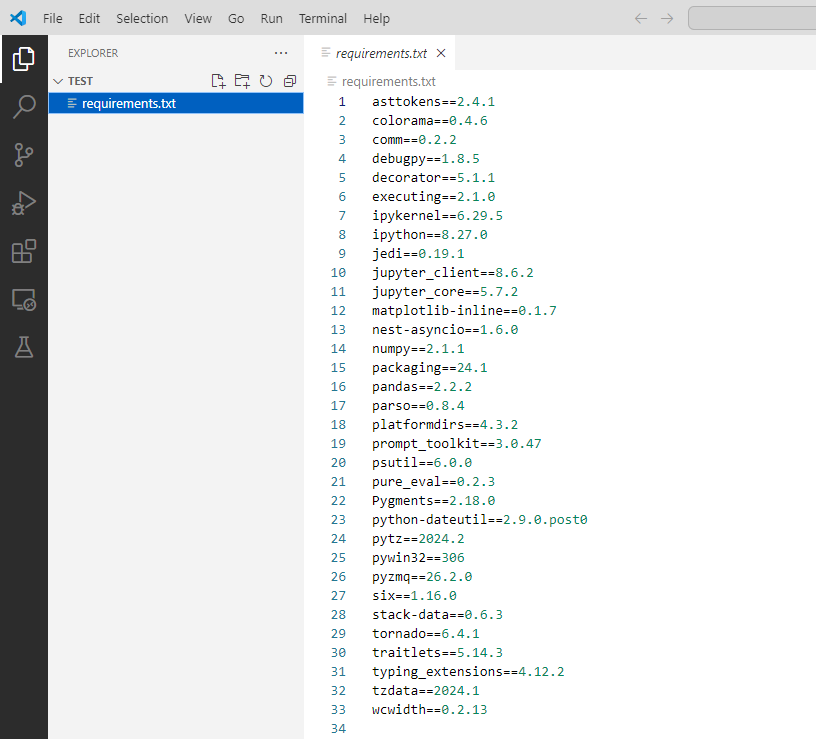 File Edit Selection View Go Run Terminal Help
EXPLORER
TEST
requirements.txt
requirements.txt
requirements.txt
1 asttokens==2.4.1
2 colorama==0.4.6
3 comm==0.2.2
4 debugpy==1.8.5
5 decorator==5.1.1
6 executing==2.1.0
7 ipykernel==6.29.5
8 ipython==8.27.0
9 jedi==0.19.1
10 jupyter_client==8.6.2
11 jupyter_core==5.7.2
12 matplotlib-inline==0.1.7
13 nest-asyncio==1.6.0
14 numpy==2.1.1
15 packaging==24.1
16 pandas==2.2.2
17 parso==0.8.4
18 platformdirs==4.3.2
19 prompt_toolkit==3.0.47
20 psutil==6.0.0
21 pure_eval==0.2.3
22 Pygments==2.18.0
23 python-dateutil==2.9.0.post0
24 pytz==2024.2
25 pywin32==306
26 pyzmq==26.2.0
27 six==1.16.0
28 stack-data==0.6.3
29 tornado==6.4.1
30 traitlets==5.14.3
31 typing_extensions==4.12.2
32 tzdata==2024.1
33 wcwidth==0.2.13
34